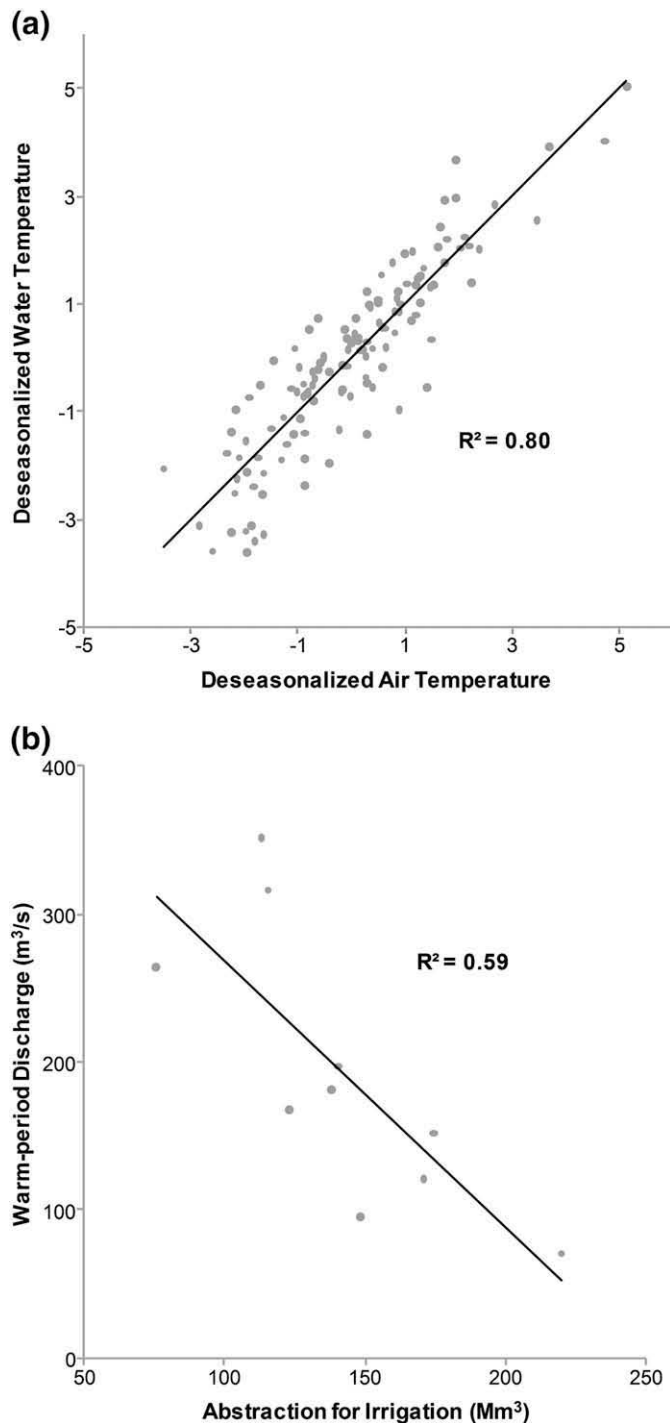 (a)
5
3
1
-1
-3
-5
Deseasonalized Water Temperature
R² = 0.80
-5 -3 -1 1 3 5
Deseasonalized Air Temperature
(b)
400
300
200
100
0
Warm-period Discharge (m³/s)
R² = 0.59
50 100 150 200 250
Abstraction for Irrigation (Mm³)